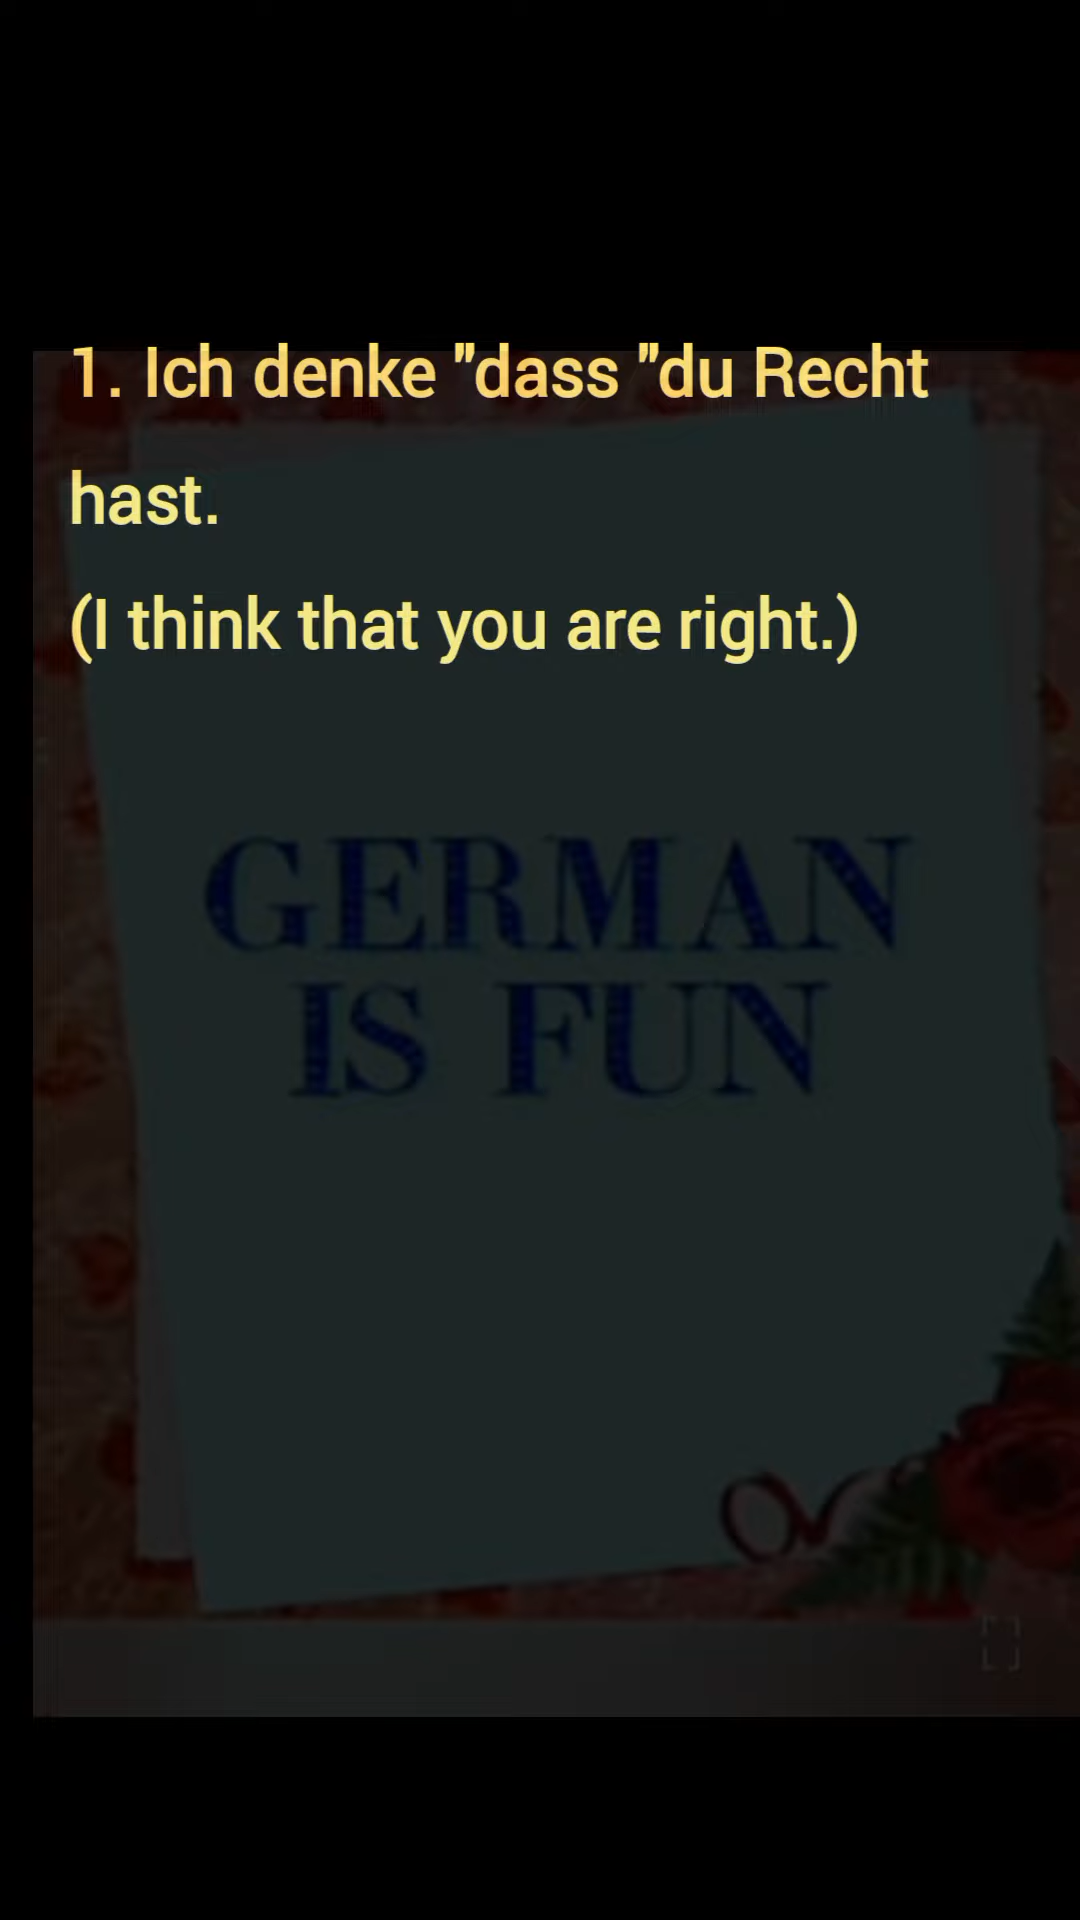 1. Ich denke "dass "du Recht
hast.
(I think that you are right.)
GERMAN
IS FUN